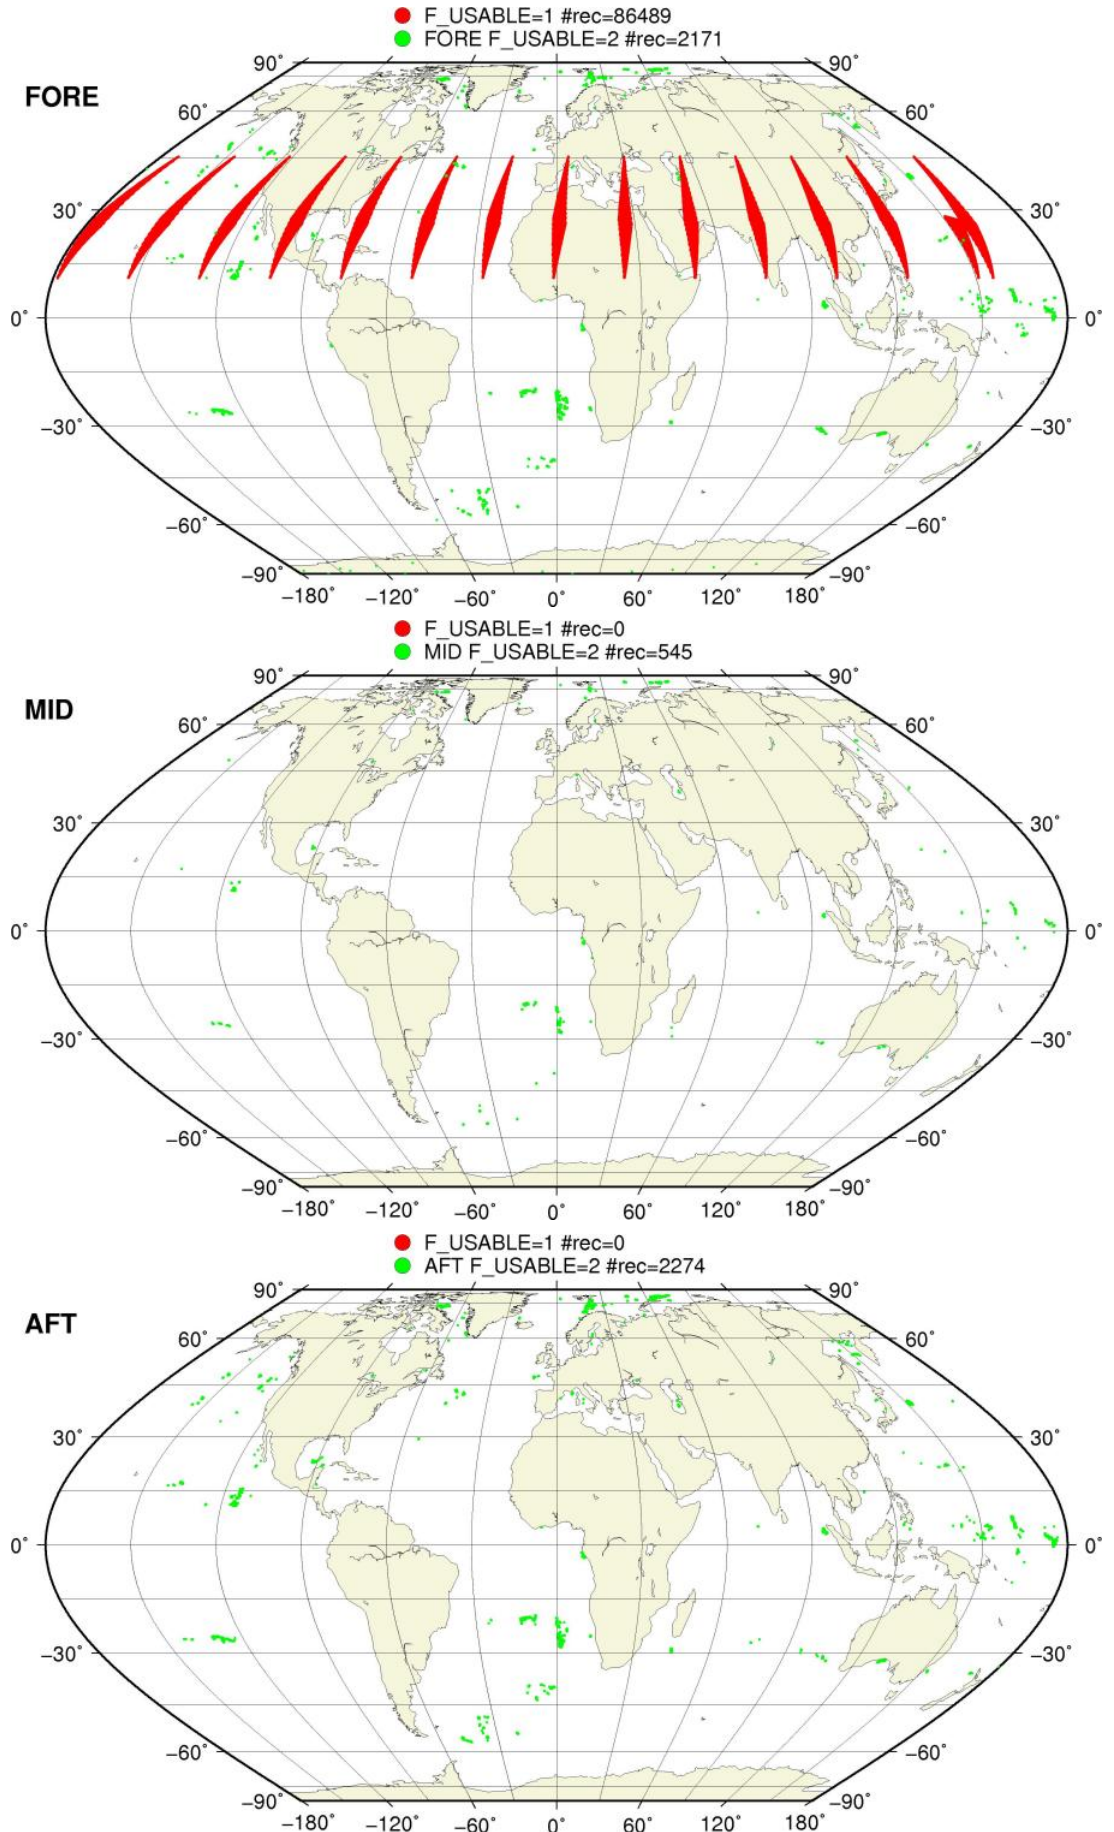 F_USABLE=1 #rec=86489
FORE F_USABLE=2 #rec=2171
FORE
90° 90°
60° 60°
30° 30°
0° 0°
−30° −30°
−60° −60°
−90° −90°
−180° −120° −60° 0° 60° 120° 180°
F_USABLE=1 #rec=0
MID F_USABLE=2 #rec=545
MID
90° 90°
60° 60°
30° 30°
0° 0°
−30° −30°
−60° −60°
−90° −90°
−180° −120° −60° 0° 60° 120° 180°
F_USABLE=1 #rec=0
AFT F_USABLE=2 #rec=2274
AFT
90° 90°
60° 60°
30° 30°
0° 0°
−30° −30°
−60° −60°
−90° −90°
−180° −120° −60° 0° 60° 120° 180°